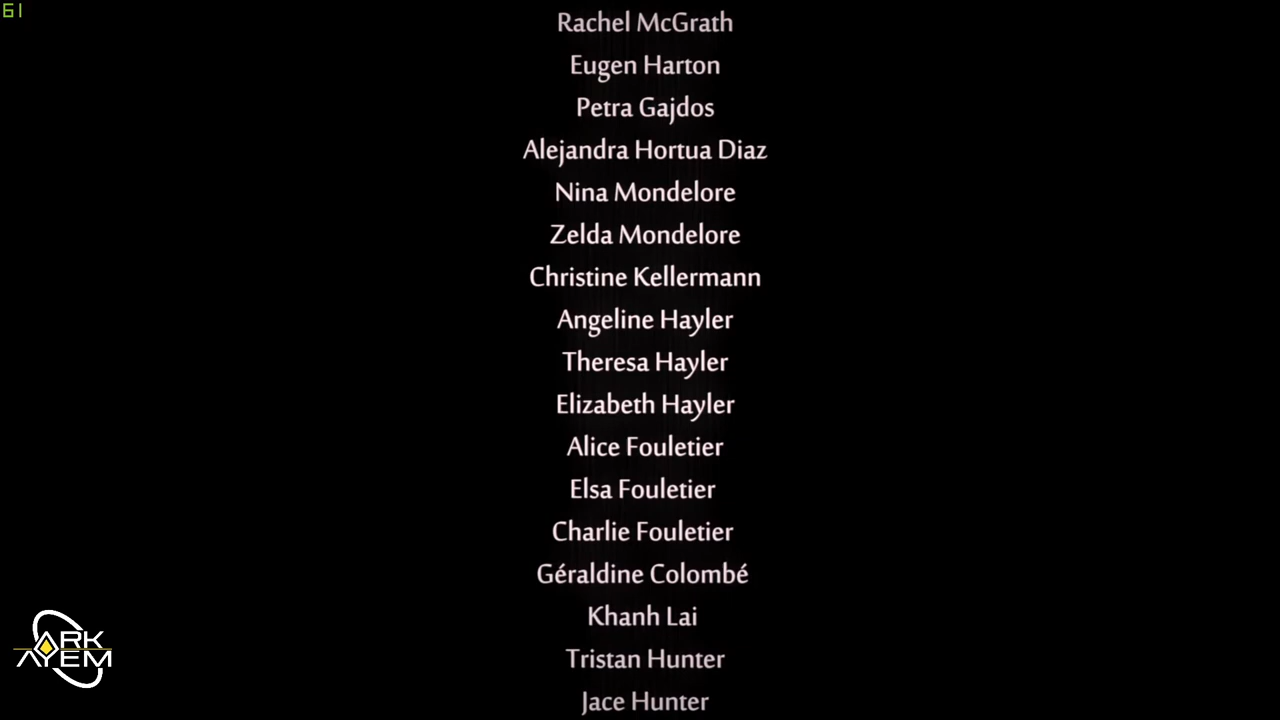 61
Rachel McGrath
Eugen Harton
Petra Gajdos
Alejandra Hortua Diaz
Nina Mondelore
Zelda Mondelore
Christine Kellermann
Angeline Hayler
Theresa Hayler
Elizabeth Hayler
Alice Fouletier
Elsa Fouletier
Charlie Fouletier
Géraldine Colombé
Khanh Lai
Tristan Hunter
Jace Hunter
ARK
AYEM